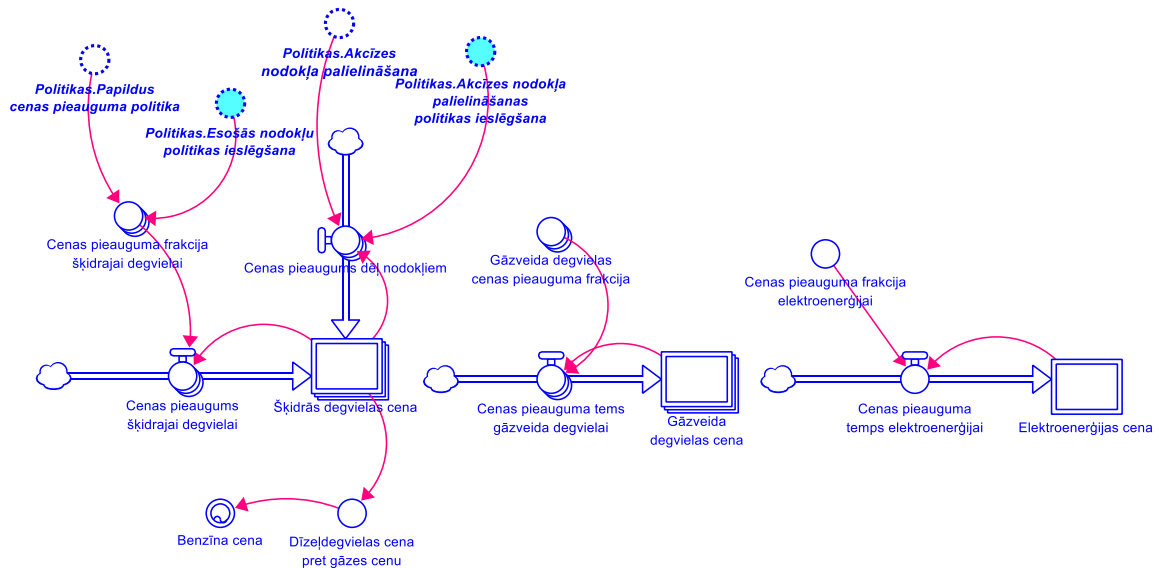 Politikas.Akcīzes
nodokļa palielināšana
Politikas.Papildus
cenas pieauguma politika
Politikas.Akcīzes nodokļa
palielināšanas
politikas ieslēgšana
Politikas.Esošās nodokļu
politikas ieslēgšana
Cenas pieauguma frakcija
šķidrajai degvielai
Cenas pieaugums dēļ nodokļiem
Gāzveida degvielas
cenas pieauguma frakcija
Cenas pieauguma frakcija
elektroenerģijai
Cenas pieaugums
šķidrajai degvielai
Šķidrās degvielas cena
Cenas pieauguma tems
gāzveida degvielai
Gāzveida
degvielas cena
Cenas pieauguma
temps elektroenerģijai
Elektroenerģijas cena
Benzīna cena
Dīzeļdegvielas cena
pret gāzes cenu